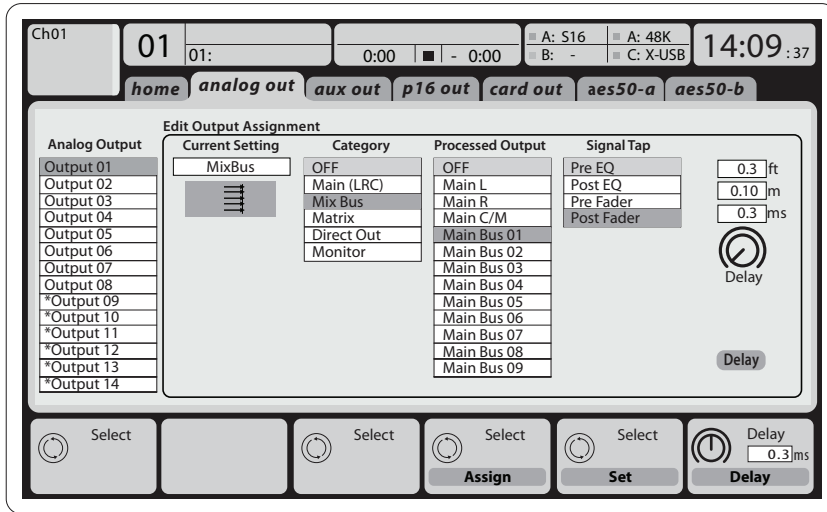 Ch01
01
01:
0:00
- 0:00
A: S16
B: -
A: 48K
C: X-USB
14:09 :37
home
analog out
aux out
p16 out
card out
aes50-a
aes50-b
Edit Output Assignment
Analog Output
Current Setting
Category
Processed Output
Signal Tap
Output 01
Output 02
Output 03
Output 04
Output 05
Output 06
Output 07
Output 08
*Output 09
*Output 10
*Output 11
*Output 12
*Output 13
*Output 14
MixBus
OFF
Main (LRC)
Mix Bus
Matrix
Direct Out
Monitor
OFF
Main L
Main R
Main C/M
Main Bus 01
Main Bus 02
Main Bus 03
Main Bus 04
Main Bus 05
Main Bus 06
Main Bus 07
Main Bus 08
Main Bus 09
Pre EQ
Post EQ
Pre Fader
Post Fader
0.3 ft
0.10 m
0.3 ms
Delay
Delay
Select
Select
Select
Assign
Select
Set
Delay
0.3 ms
Delay